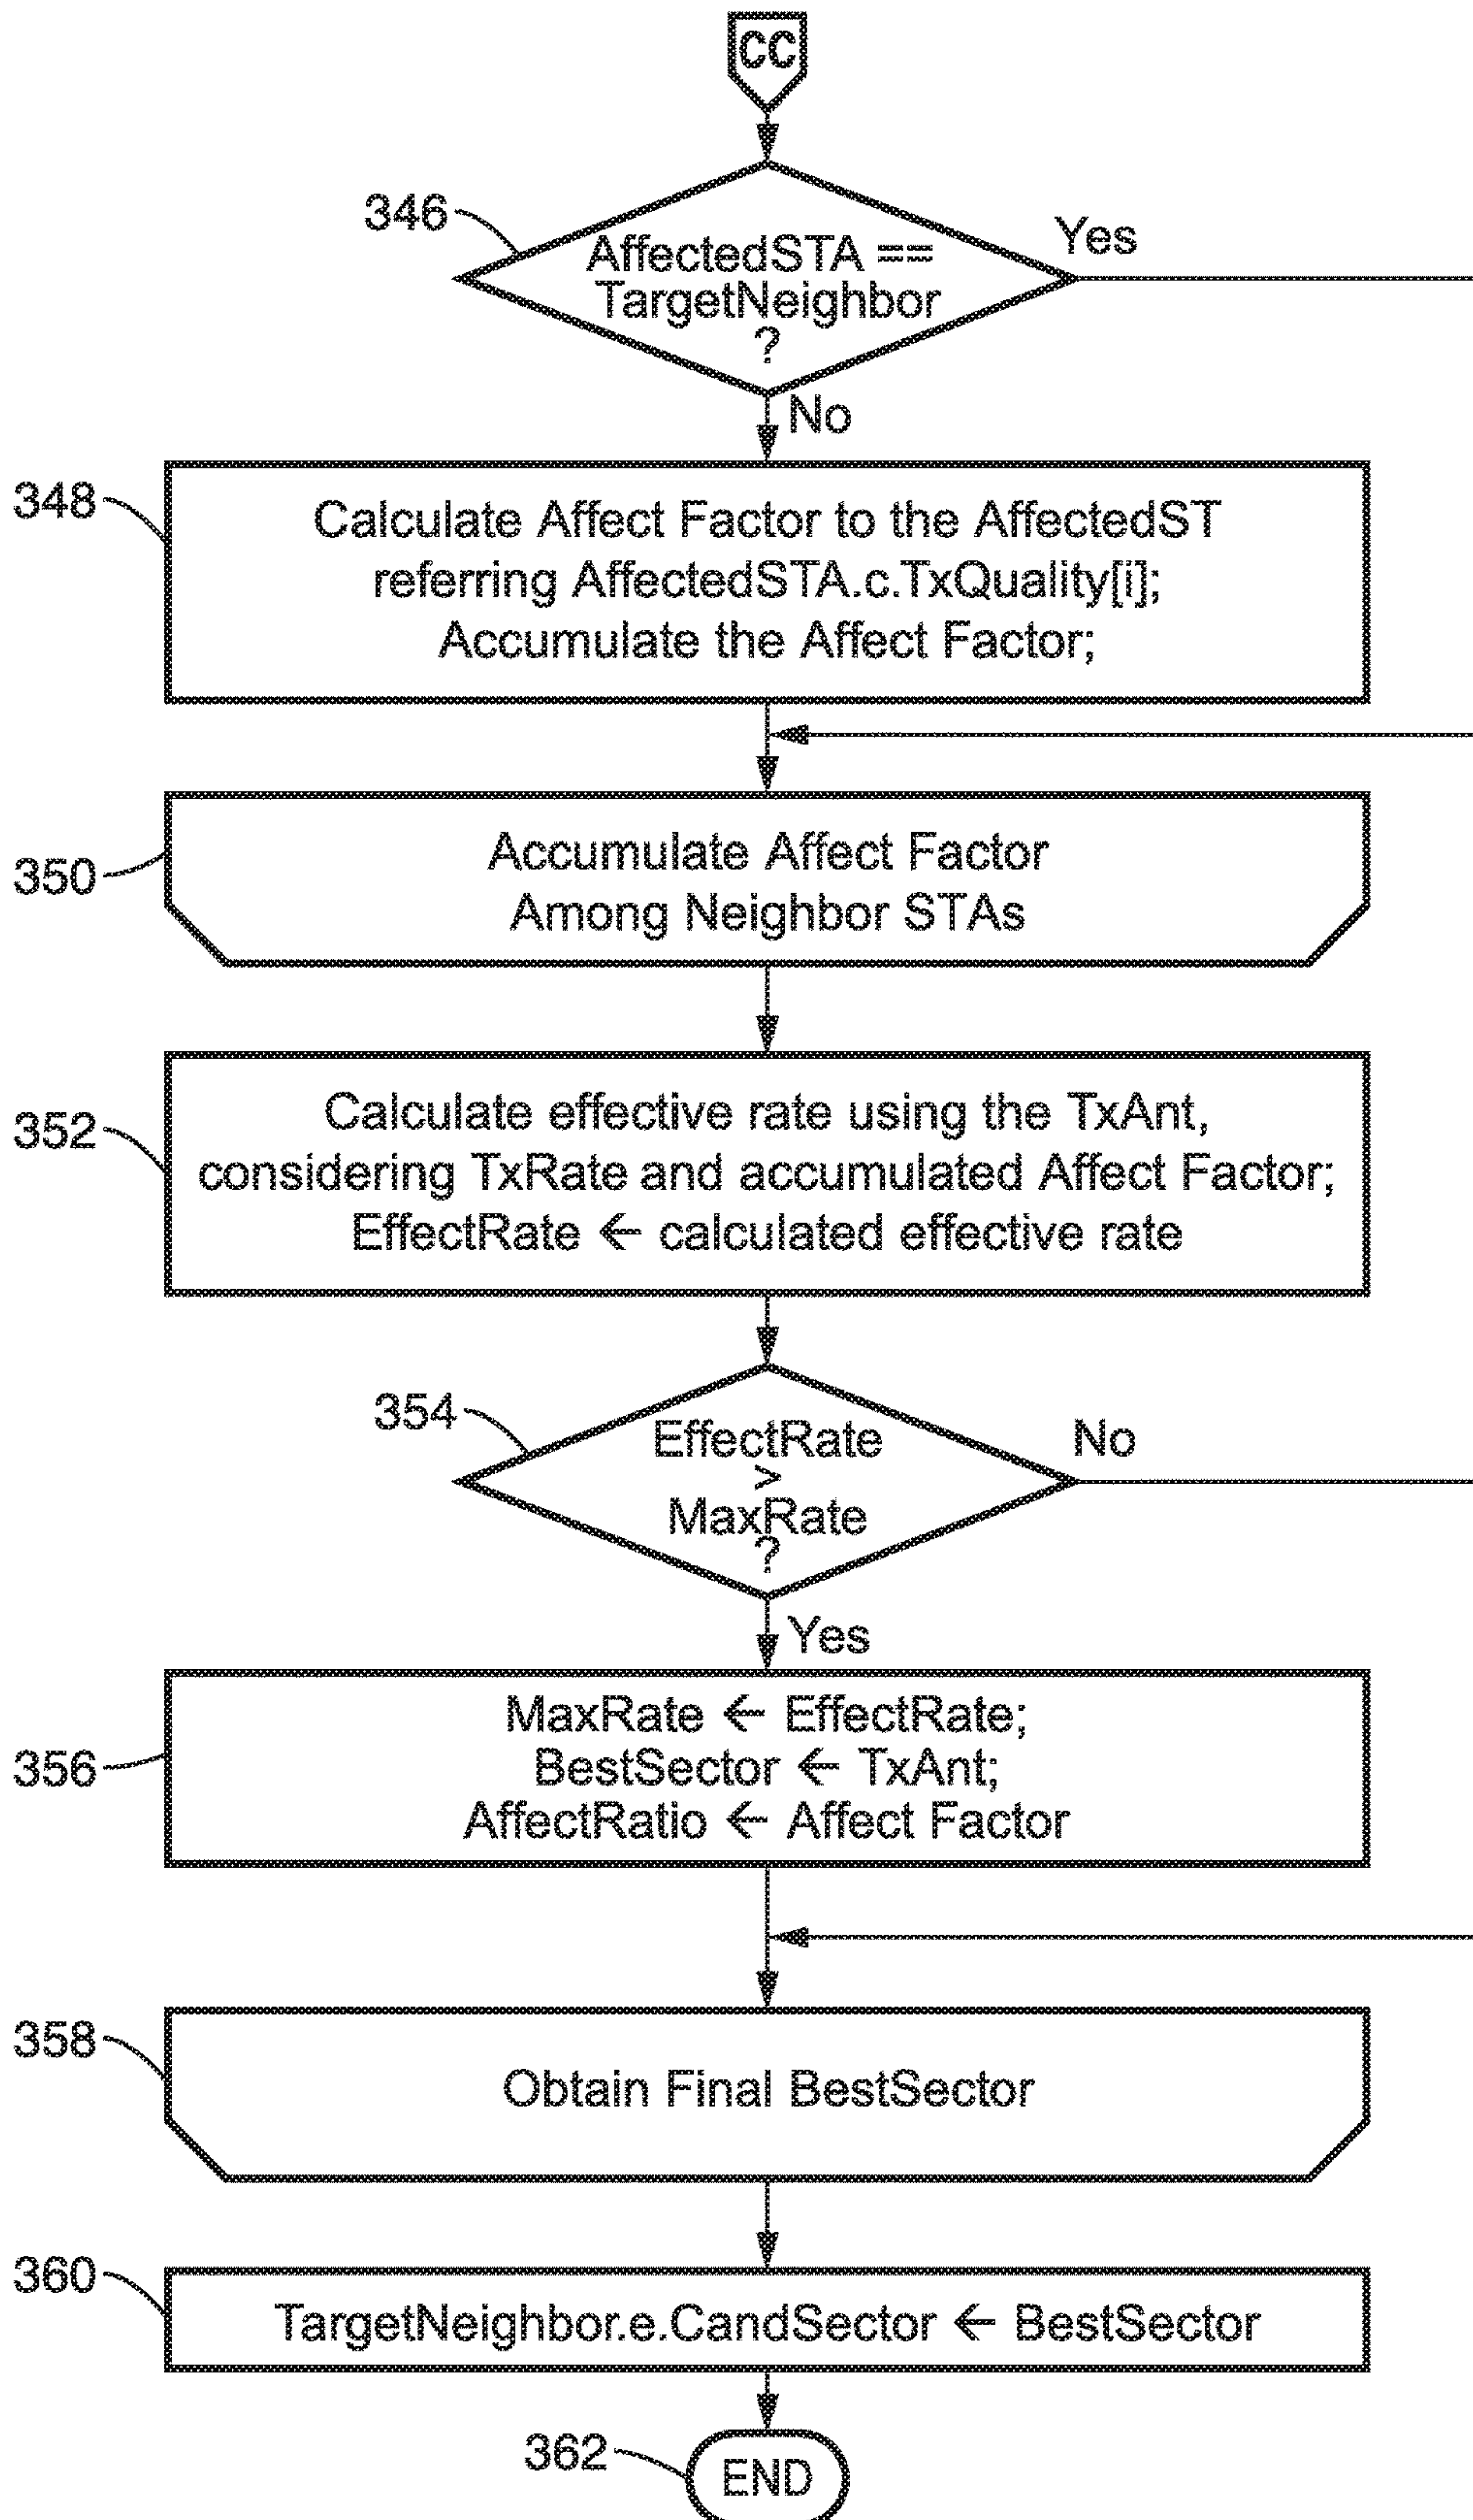 CC
346
AffectedSTA ==
TargetNeighbor
?
Yes
No
348
Calculate Affect Factor to the AffectedST
referring AffectedSTA.c.TxQuality[i];
Accumulate the Affect Factor;
350
Accumulate Affect Factor
Among Neighbor STAs
352
Calculate effective rate using the TxAnt,
considering TxRate and accumulated Affect Factor;
EffectRate ← calculated effective rate
354
EffectRate
>
MaxRate
?
No
Yes
356
MaxRate ← EffectRate;
BestSector ← TxAnt;
AffectRatio ← Affect Factor
358
Obtain Final BestSector
360
TargetNeighbor.e.CandSector ← BestSector
362
END